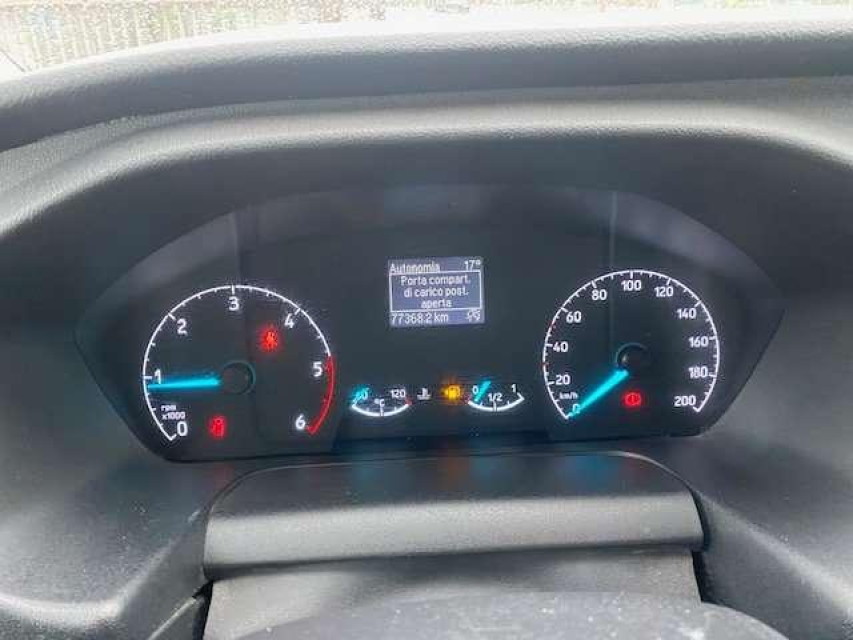 Autonomia 17°
Porta compart.
di carico post.
aperta
77368.2 km
0
1
2
3
4
5
6
rpm
x1000
60 120
°C
0 1/2 1
0
20
40
60
80
100
120
140
160
180
200
km/h